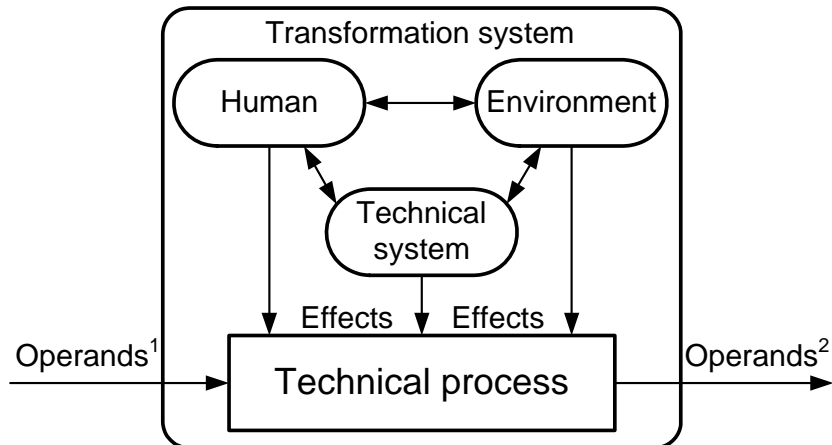 Transformation system
Human
Environment
Technical
system
Effects
Effects
Operands¹
Operands²
Technical process